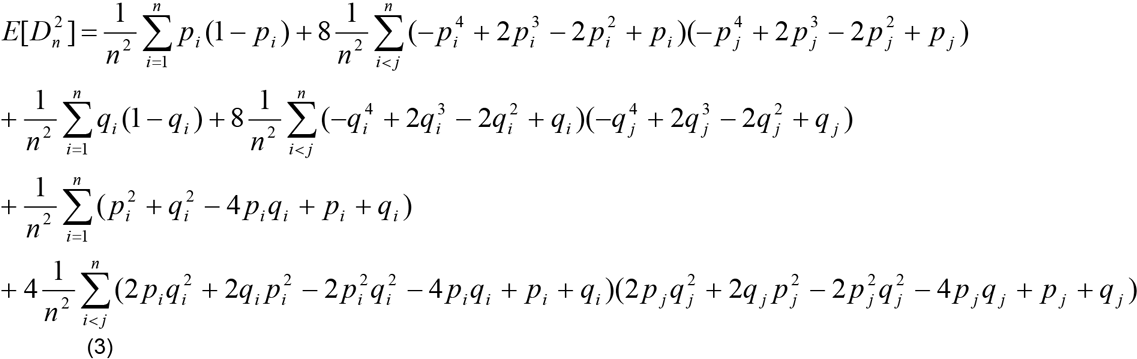 E[D_n^2] = \frac{1}{n^2} \sum_{i=1}^{n} p_i(1-p_i) + 8\frac{1}{n^2} \sum_{i<j}^{n} (-p_i^4 + 2p_i^3 - 2p_i^2 + p_i)(-p_j^4 + 2p_j^3 - 2p_j^2 + p_j)
+ \frac{1}{n^2} \sum_{i=1}^{n} q_i(1-q_i) + 8\frac{1}{n^2} \sum_{i<j}^{n} (-q_i^4 + 2q_i^3 - 2q_i^2 + q_i)(-q_j^4 + 2q_j^3 - 2q_j^2 + q_j)
+ \frac{1}{n^2} \sum_{i=1}^{n} (p_i^2 + q_i^2 - 4p_iq_i + p_i + q_i)
+ 4\frac{1}{n^2} \sum_{i<j}^{n} (2p_iq_i^2 + 2q_ip_i^2 - 2p_i^2q_i^2 - 4p_iq_i + p_i + q_i)(2p_jq_j^2 + 2q_jp_j^2 - 2p_j^2q_j^2 - 4p_jq_j + p_j + q_j)
(3)